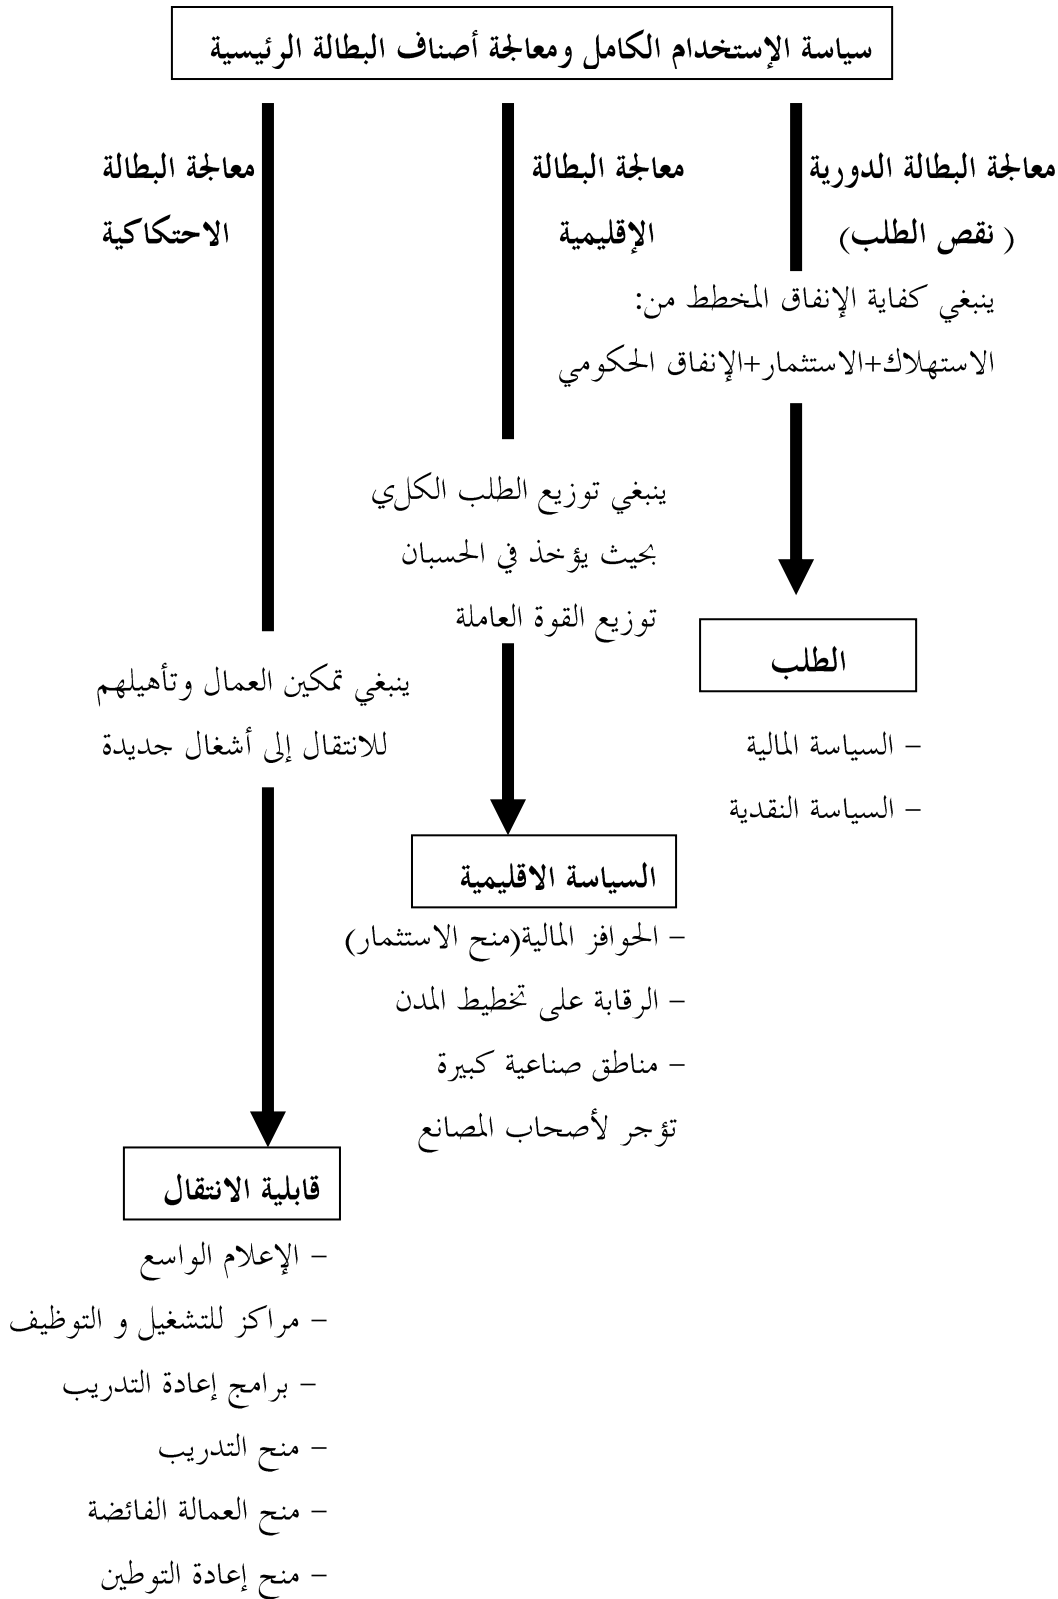 سياسة الإستخدام الكامل ومعالجة أصناف البطالة الرئيسية
معالجة البطالة الدورية
( نقص الطلب)
ينبغي كفاية الإنفاق المخطط من:
الاستهلاك+الاستثمار+الإنفاق الحكومي
الطلب
– السياسة المالية
– السياسة النقدية
معالجة البطالة
الإقليمية
ينبغي توزيع الطلب الكلي
بحيث يؤخذ في الحسبان
توزيع القوة العاملة
السياسة الاقليمية
– الحوافز المالية(منح الاستثمار)
– الرقابة على تخطيط المدن
– مناطق صناعية كبيرة
تؤجر لأصحاب المصانع
معالجة البطالة
الاحتكاكية
ينبغي تمكين العمال وتأهيلهم
للانتقال إلى أشغال جديدة
قابلية الانتقال
– الإعلام الواسع
– مراكز للتشغيل و التوظيف
– برامج إعادة التدريب
– منح التدريب
– منح العمالة الفائضة
– منح إعادة التوطين